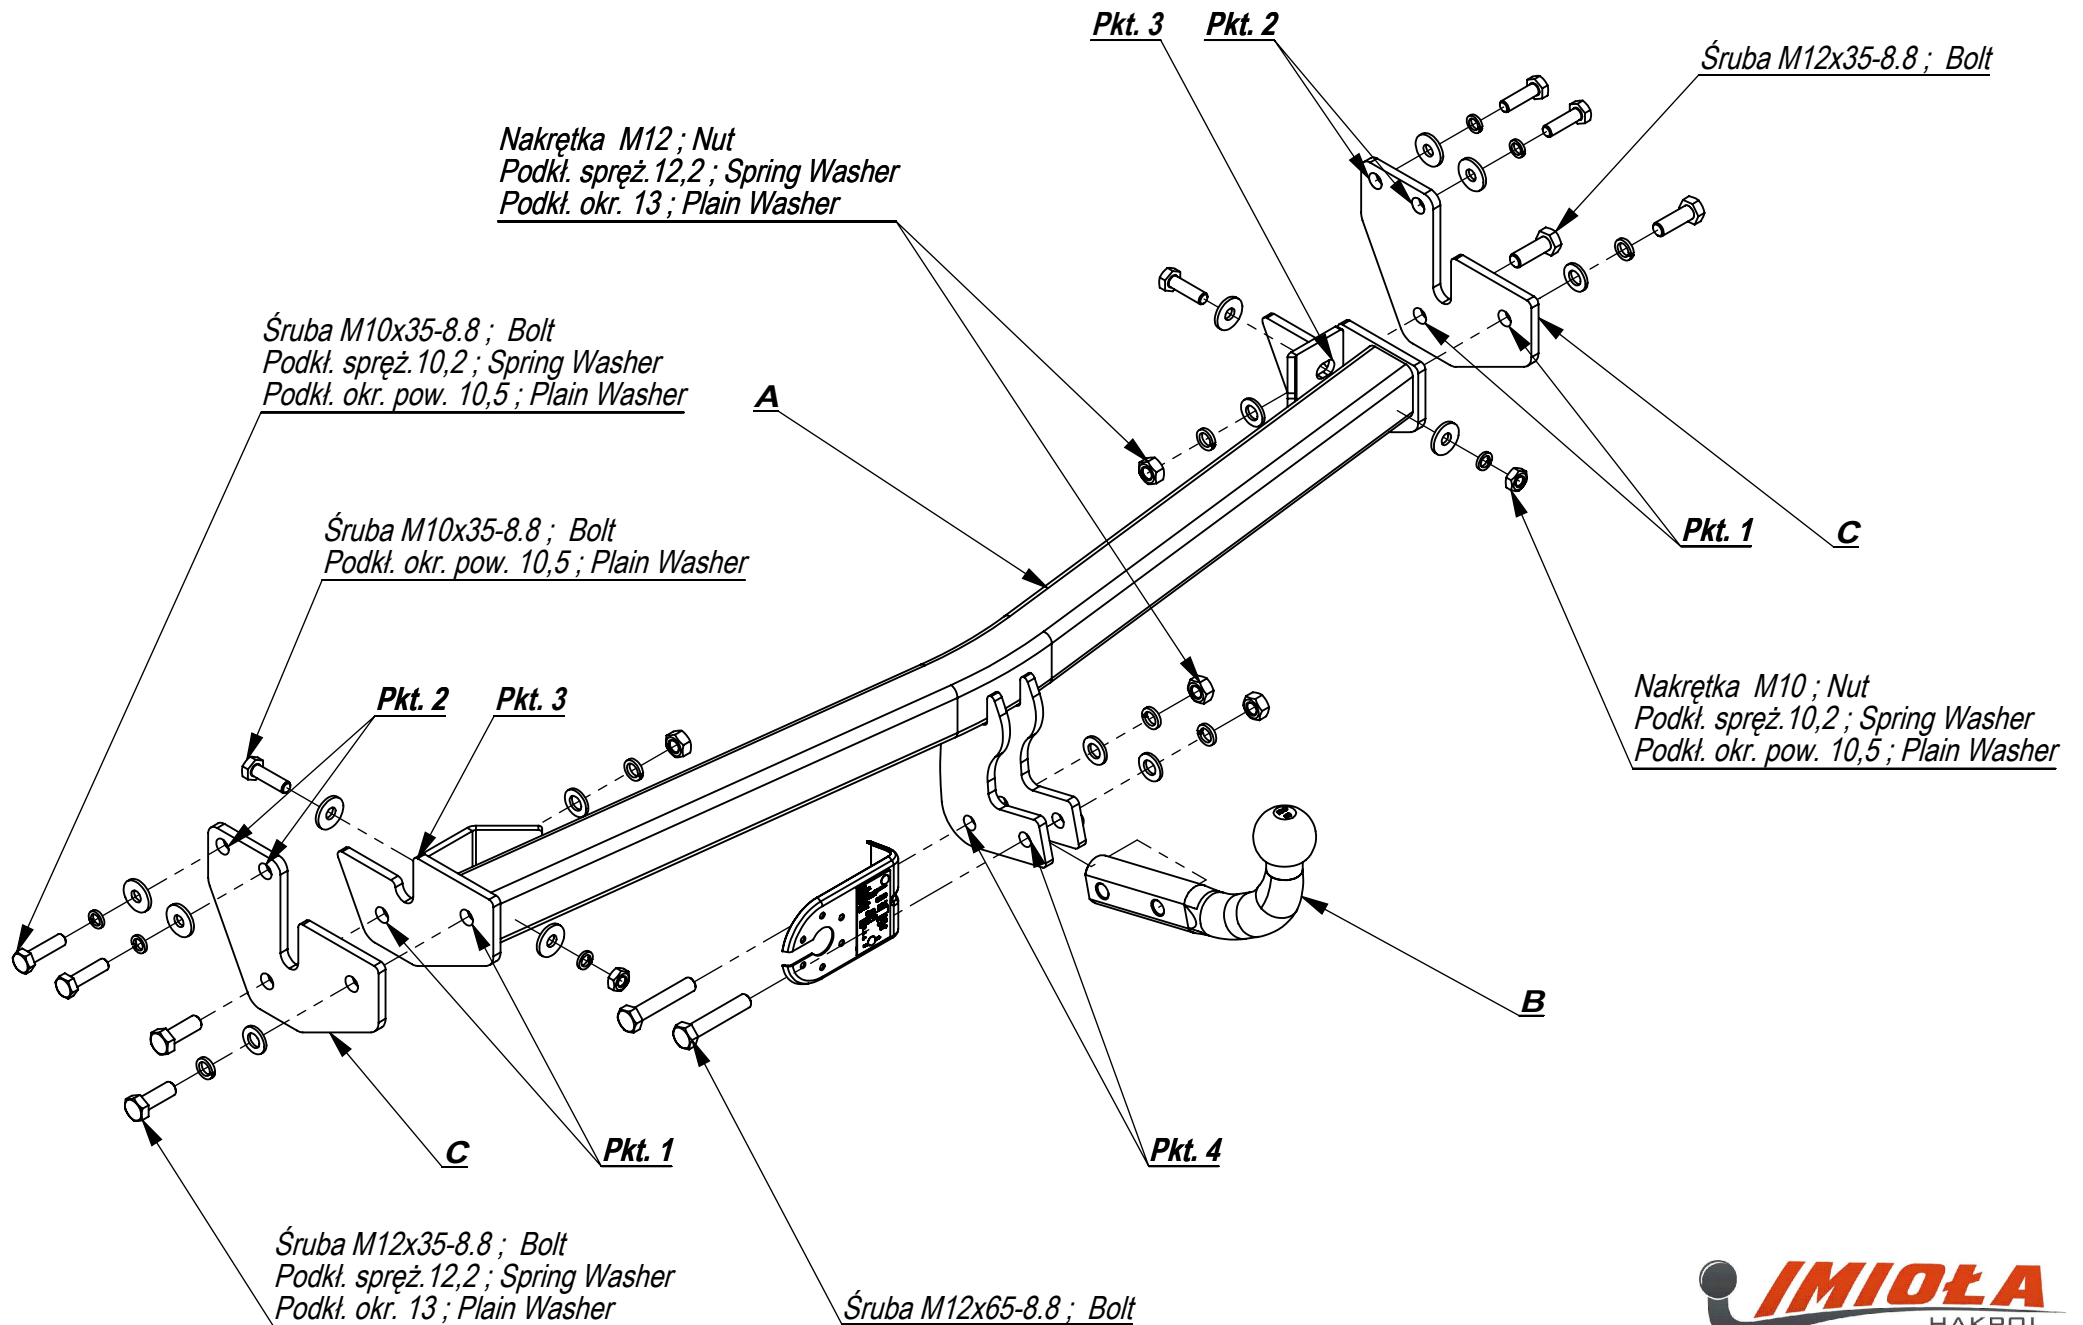 Pkt. 3
Pkt. 2
Śruba M12x35-8.8 ; Bolt
Nakrętka M12 ; Nut
Podkł. spręż.12,2 ; Spring Washer
Podkł. okr. 13 ; Plain Washer
Śruba M10x35-8.8 ; Bolt
Podkł. spręż.10,2 ; Spring Washer
Podkł. okr. pow. 10,5 ; Plain Washer
A
Śruba M10x35-8.8 ; Bolt
Podkł. okr. pow. 10,5 ; Plain Washer
Pkt. 1
C
Pkt. 2
Pkt. 3
Nakrętka M10 ; Nut
Podkł. spręż.10,2 ; Spring Washer
Podkł. okr. pow. 10,5 ; Plain Washer
B
C
Pkt. 1
Pkt. 4
Śruba M12x35-8.8 ; Bolt
Podkł. spręż.12,2 ; Spring Washer
Podkł. okr. 13 ; Plain Washer
Śruba M12x65-8.8 ; Bolt
IMIOŁA
HAKPOL